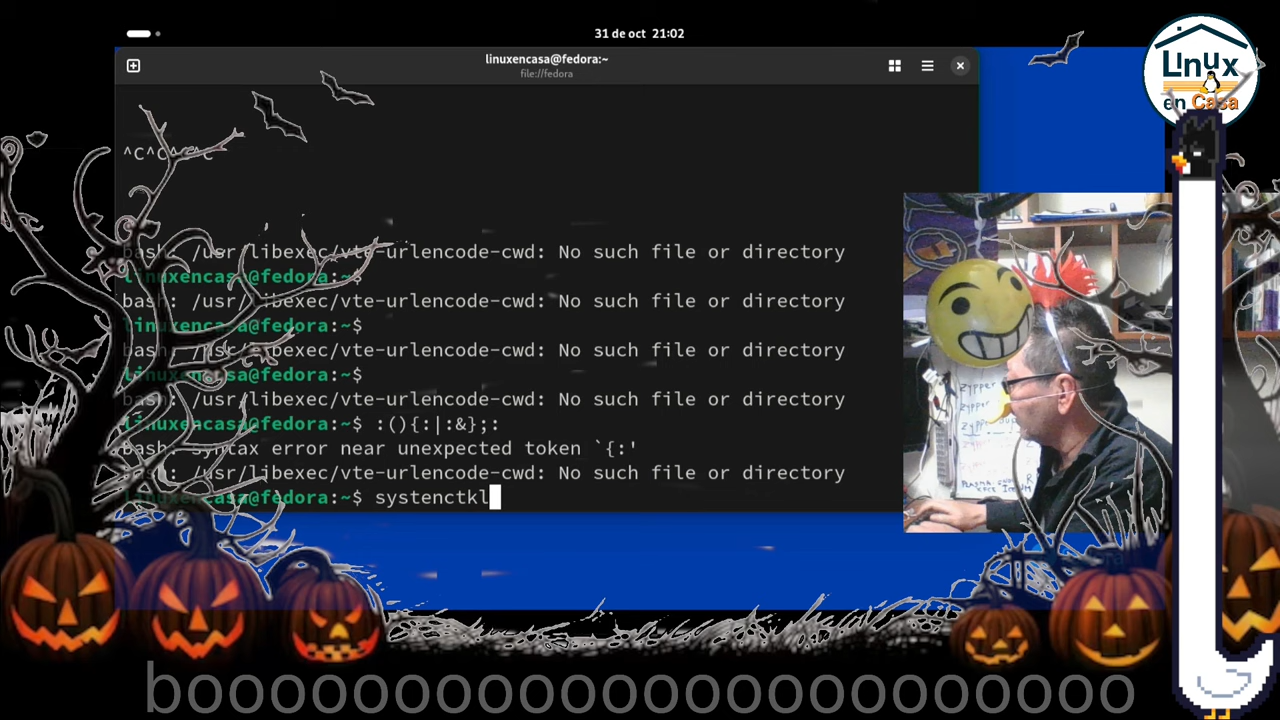 31 de oct 21:02
linuxencasa@fedora:~
file://fedora
Linux
en Casa
^C^C^C^C
bash: /usr/libexec/vte-urlencode-cwd: No such file or directory
linuxencasa@fedora:~$
bash: /usr/libexec/vte-urlencode-cwd: No such file or directory
linuxencasa@fedora:~$
bash: /usr/libexec/vte-urlencode-cwd: No such file or directory
linuxencasa@fedora:~$
bash: /usr/libexec/vte-urlencode-cwd: No such file or directory
linuxencasa@fedora:~$ :(){:|:&};:
bash: syntax error near unexpected token `{:'
bash: /usr/libexec/vte-urlencode-cwd: No such file or directory
linuxencasa@fedora:~$ systenctkl
zypper
zypper
PLASMA
booooooooooooooooooooooo